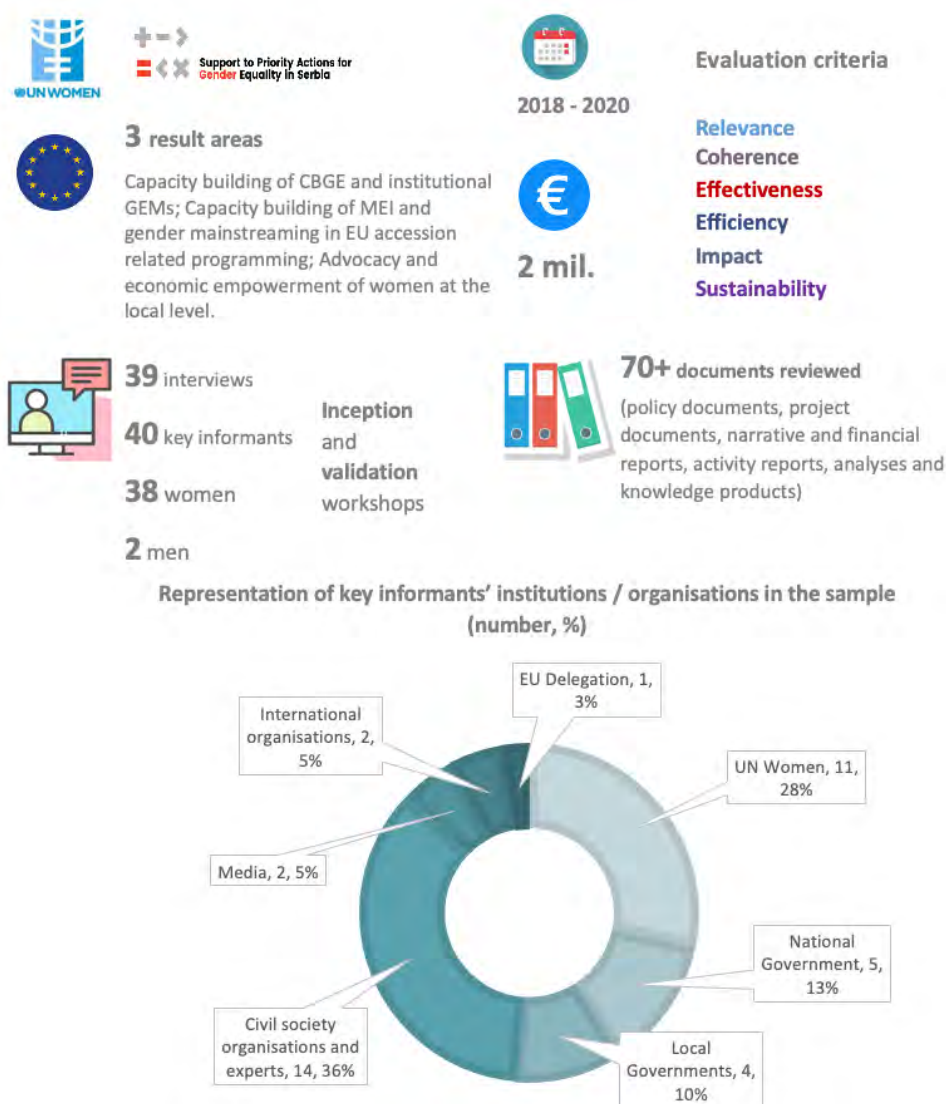 UN WOMEN
Support to Priority Actions for
Gender Equality in Serbia
2018 - 2020
Evaluation criteria
Relevance
Coherence
Effectiveness
Efficiency
Impact
Sustainability
3 result areas
Capacity building of CBGE and institutional
GEMs; Capacity building of MEI and
gender mainstreaming in EU accession
related programming; Advocacy and
economic empowerment of women at the
local level.
€
2 mil.
39 interviews
40 key informants
38 women
2 men
Inception
and
validation
workshops
70+ documents reviewed
(policy documents, project
documents, narrative and financial
reports, activity reports, analyses and
knowledge products)
Representation of key informants' institutions / organisations in the sample
(number, %)
EU Delegation, 1,
3%
International
organisations, 2,
5%
UN Women, 11,
28%
Media, 2, 5%
National
Government, 5,
13%
Civil society
organisations and
experts, 14, 36%
Local
Governments, 4,
10%